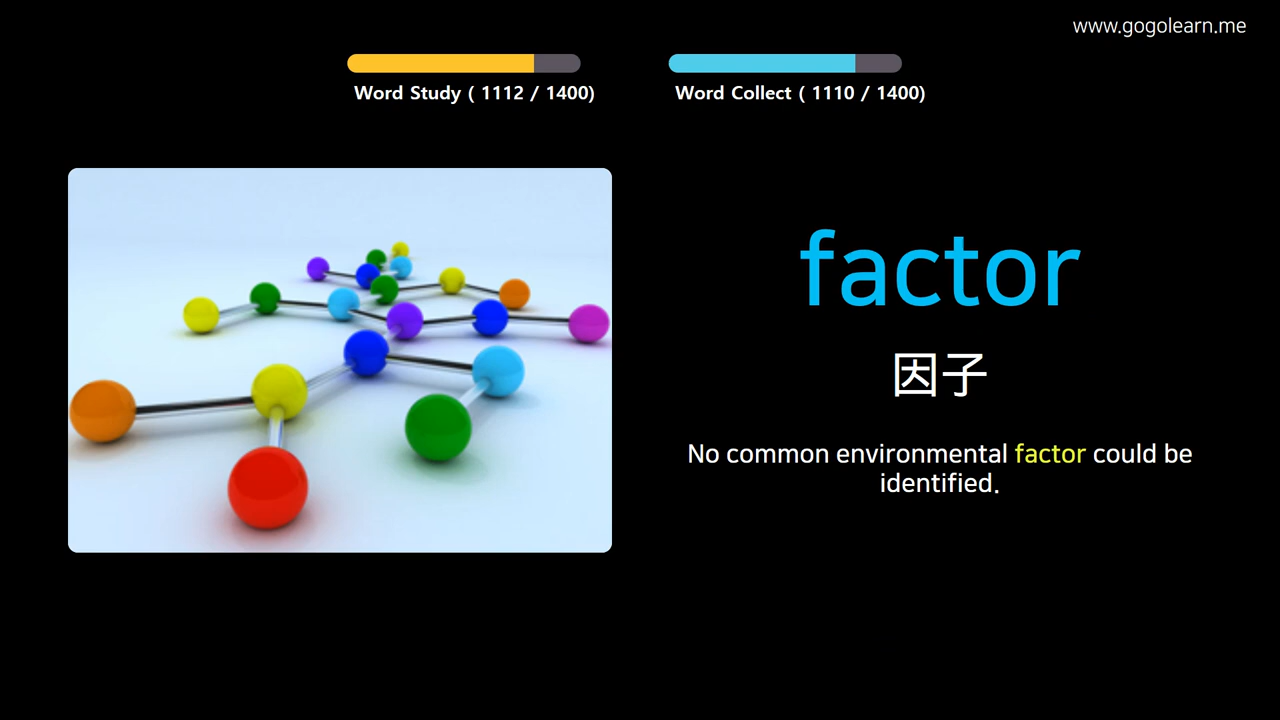 www.gogolearn.me
Word Study ( 1112 / 1400)
Word Collect ( 1110 / 1400)
factor
因子
No common environmental factor could be
identified.